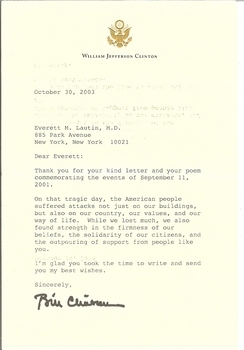 WILLIAM JEFFERSON CLINTON
October 30, 2003
Everett M. Lautin, M.D.
885 Park Avenue
New York, New York 10021
Dear Everett:
Thank you for your kind letter and your poem
commemorating the events of September 11,
2001.
On that tragic day, the American people
suffered attacks not just on our buildings,
but also on our country, our values, and our
way of life. While we lost much, we also
found strength in the firmness of our
beliefs, the solidarity of our citizens, and
the outpouring of support from people like
you.
I'm glad you took the time to write and send
you my best wishes.
Sincerely,
Bill Clinton